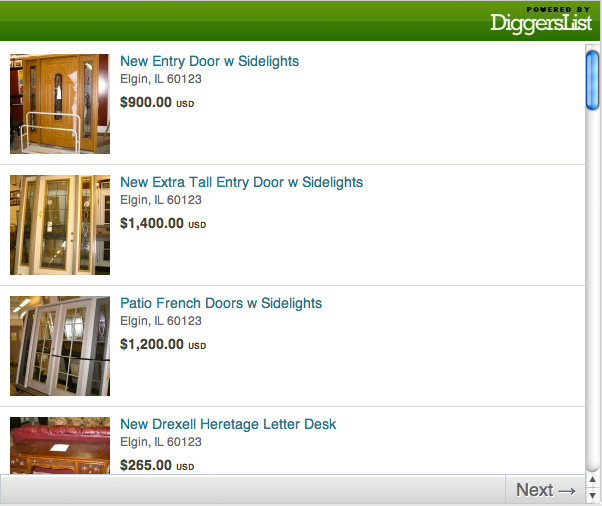 POWERED BY
DiggersList
New Entry Door w Sidelights
Elgin, IL 60123
$900.00 USD
New Extra Tall Entry Door w Sidelights
Elgin, IL 60123
$1,400.00 USD
Patio French Doors w Sidelights
Elgin, IL 60123
$1,200.00 USD
New Drexell Heretage Letter Desk
Elgin, IL 60123
$265.00 USD
Next →